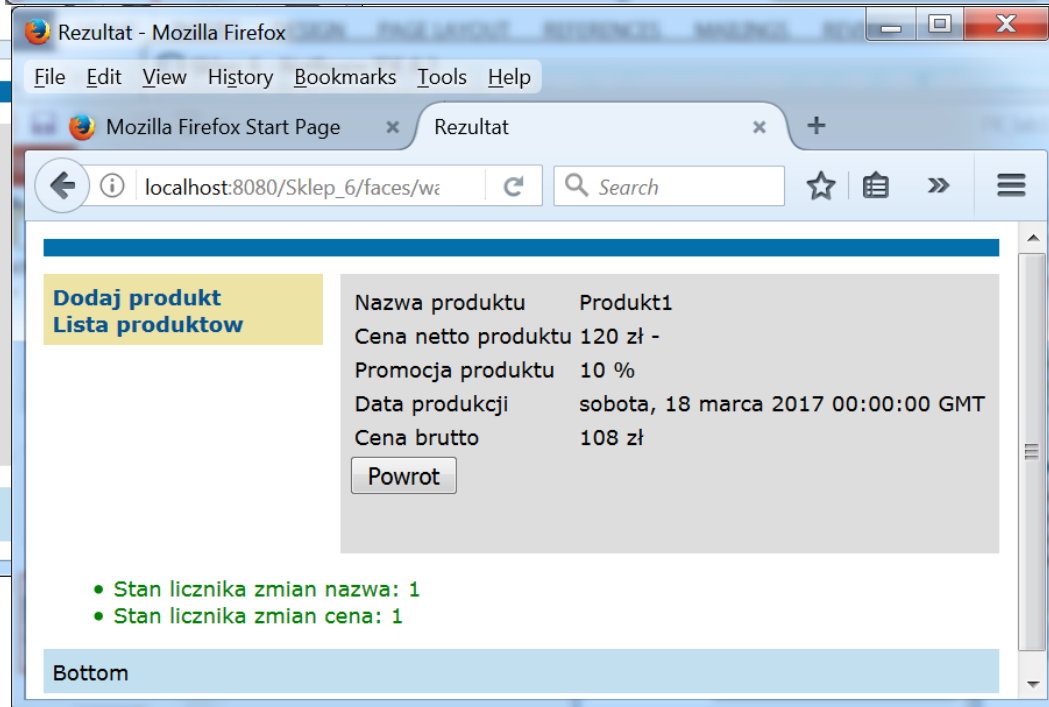 Rezultat - Mozilla Firefox
File Edit View History Bookmarks Tools Help
Mozilla Firefox Start Page × Rezultat × +
localhost:8080/Sklep_6/faces/wa Search
Dodaj produkt
Lista produktow
Nazwa produktu Produkt1
Cena netto produktu 120 zł -
Promocja produktu 10 %
Data produkcji sobota, 18 marca 2017 00:00:00 GMT
Cena brutto 108 zł
Powrot
• Stan licznika zmian nazwa: 1
• Stan licznika zmian cena: 1
Bottom